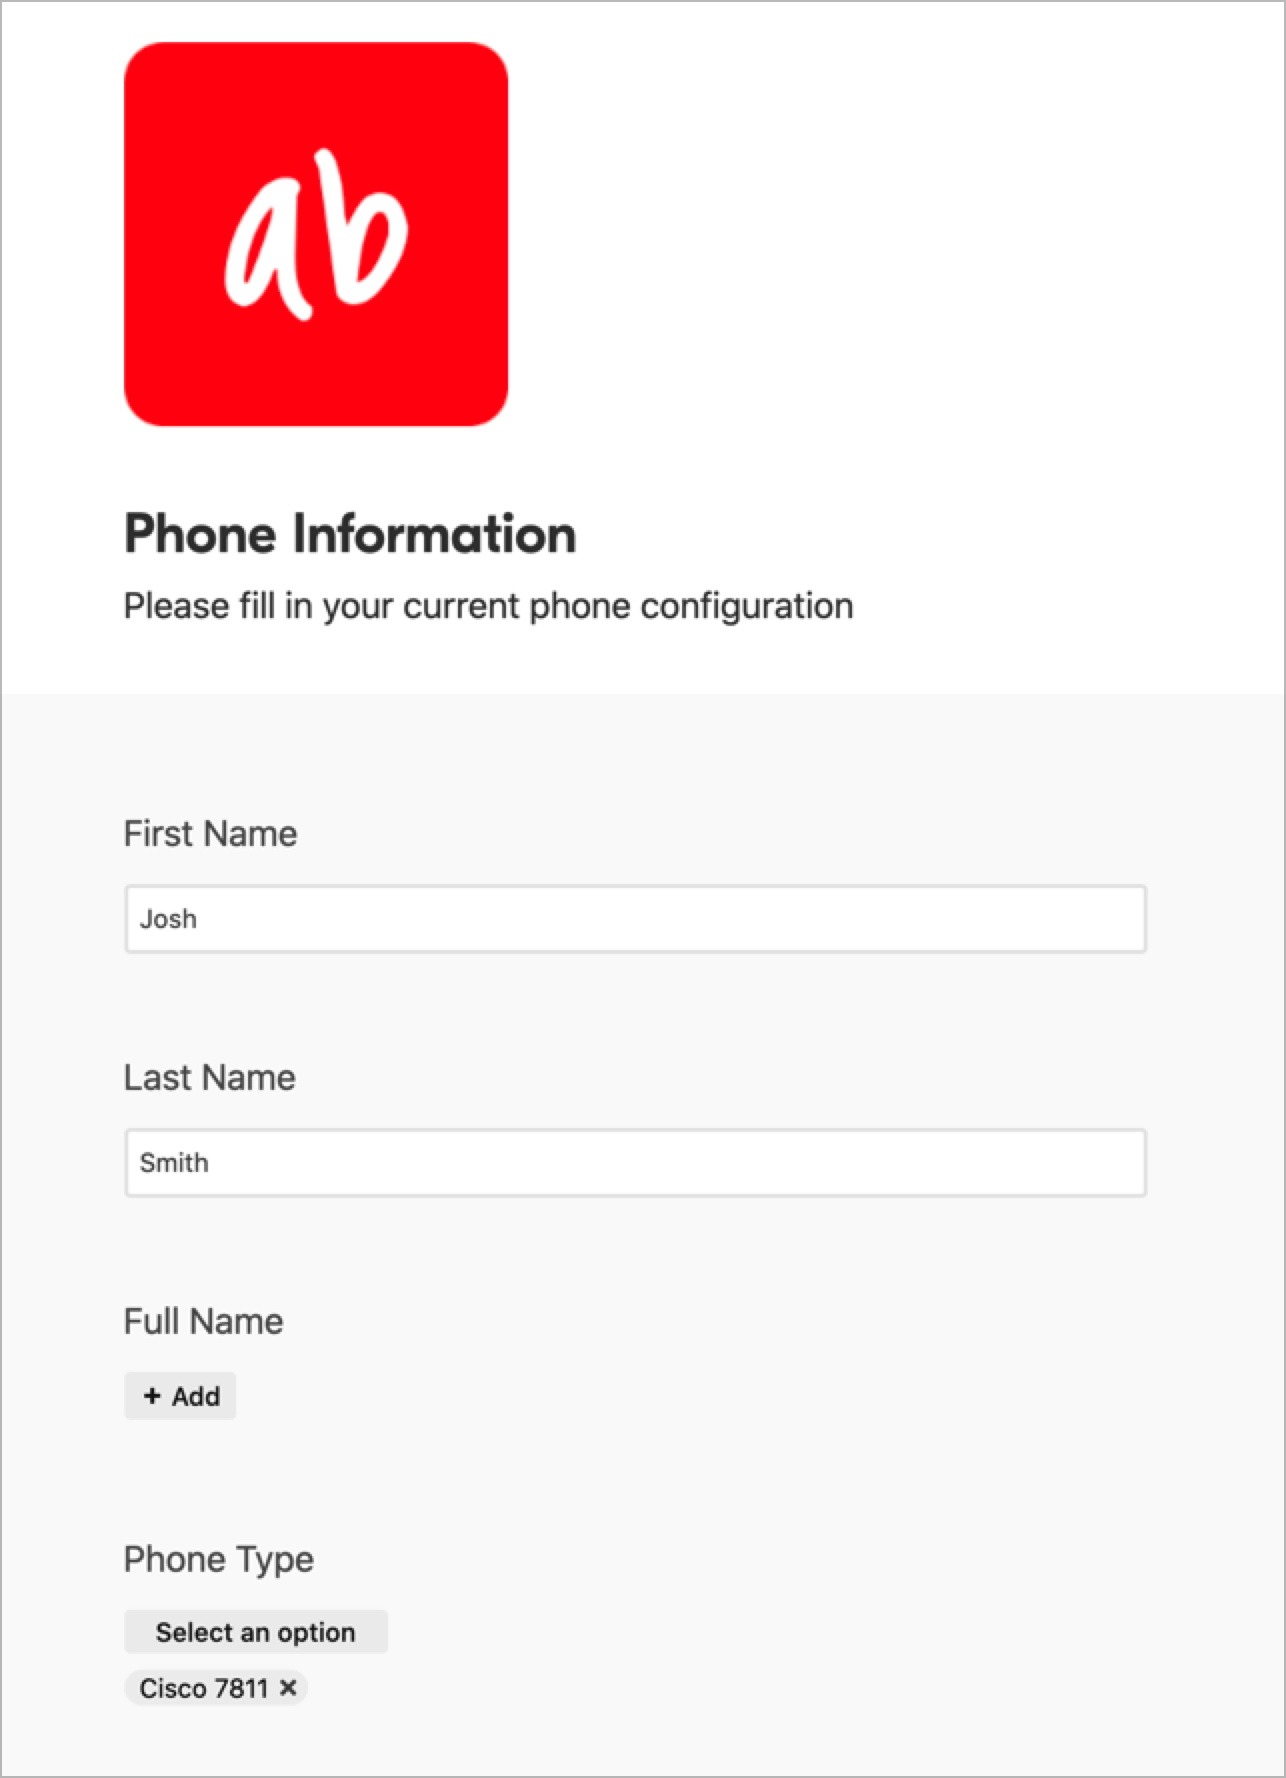 ab
Phone Information
Please fill in your current phone configuration
First Name
Josh
Last Name
Smith
Full Name
+ Add
Phone Type
Select an option
Cisco 7811 ×